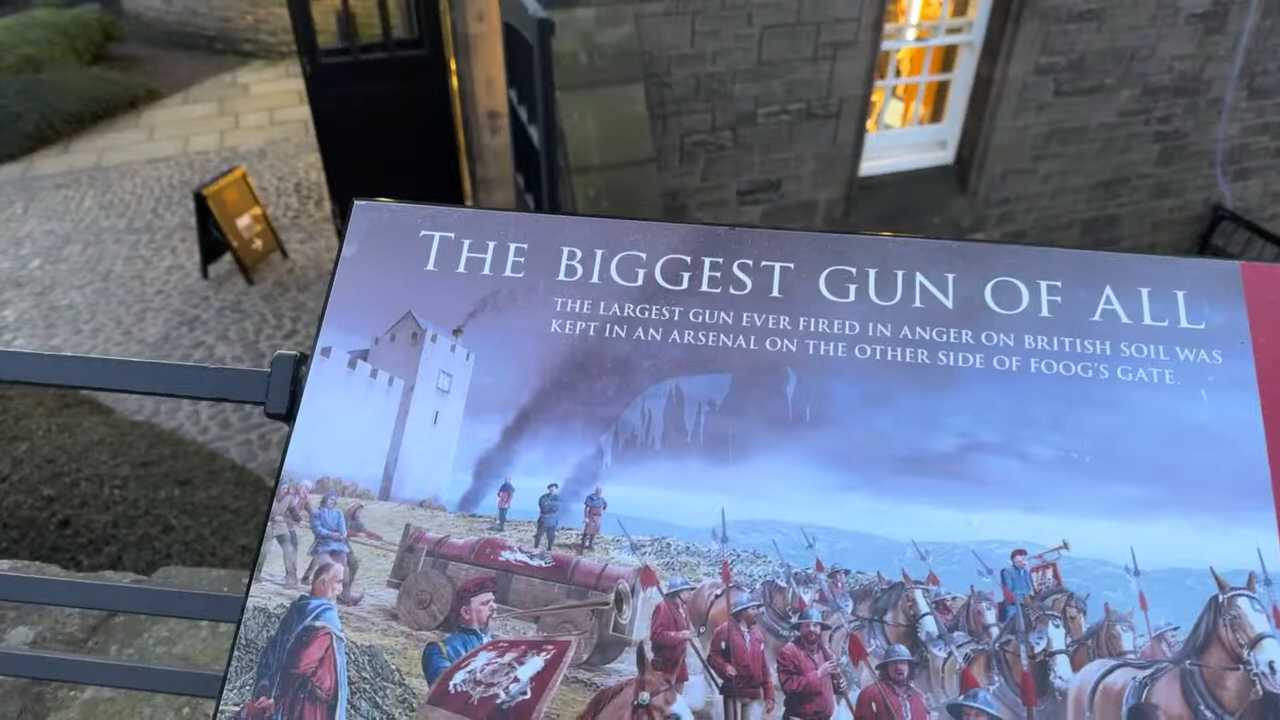 THE BIGGEST GUN OF ALL
THE LARGEST GUN EVER FIRED IN ANGER ON BRITISH SOIL WAS
KEPT IN AN ARSENAL ON THE OTHER SIDE OF FOOG'S GATE.